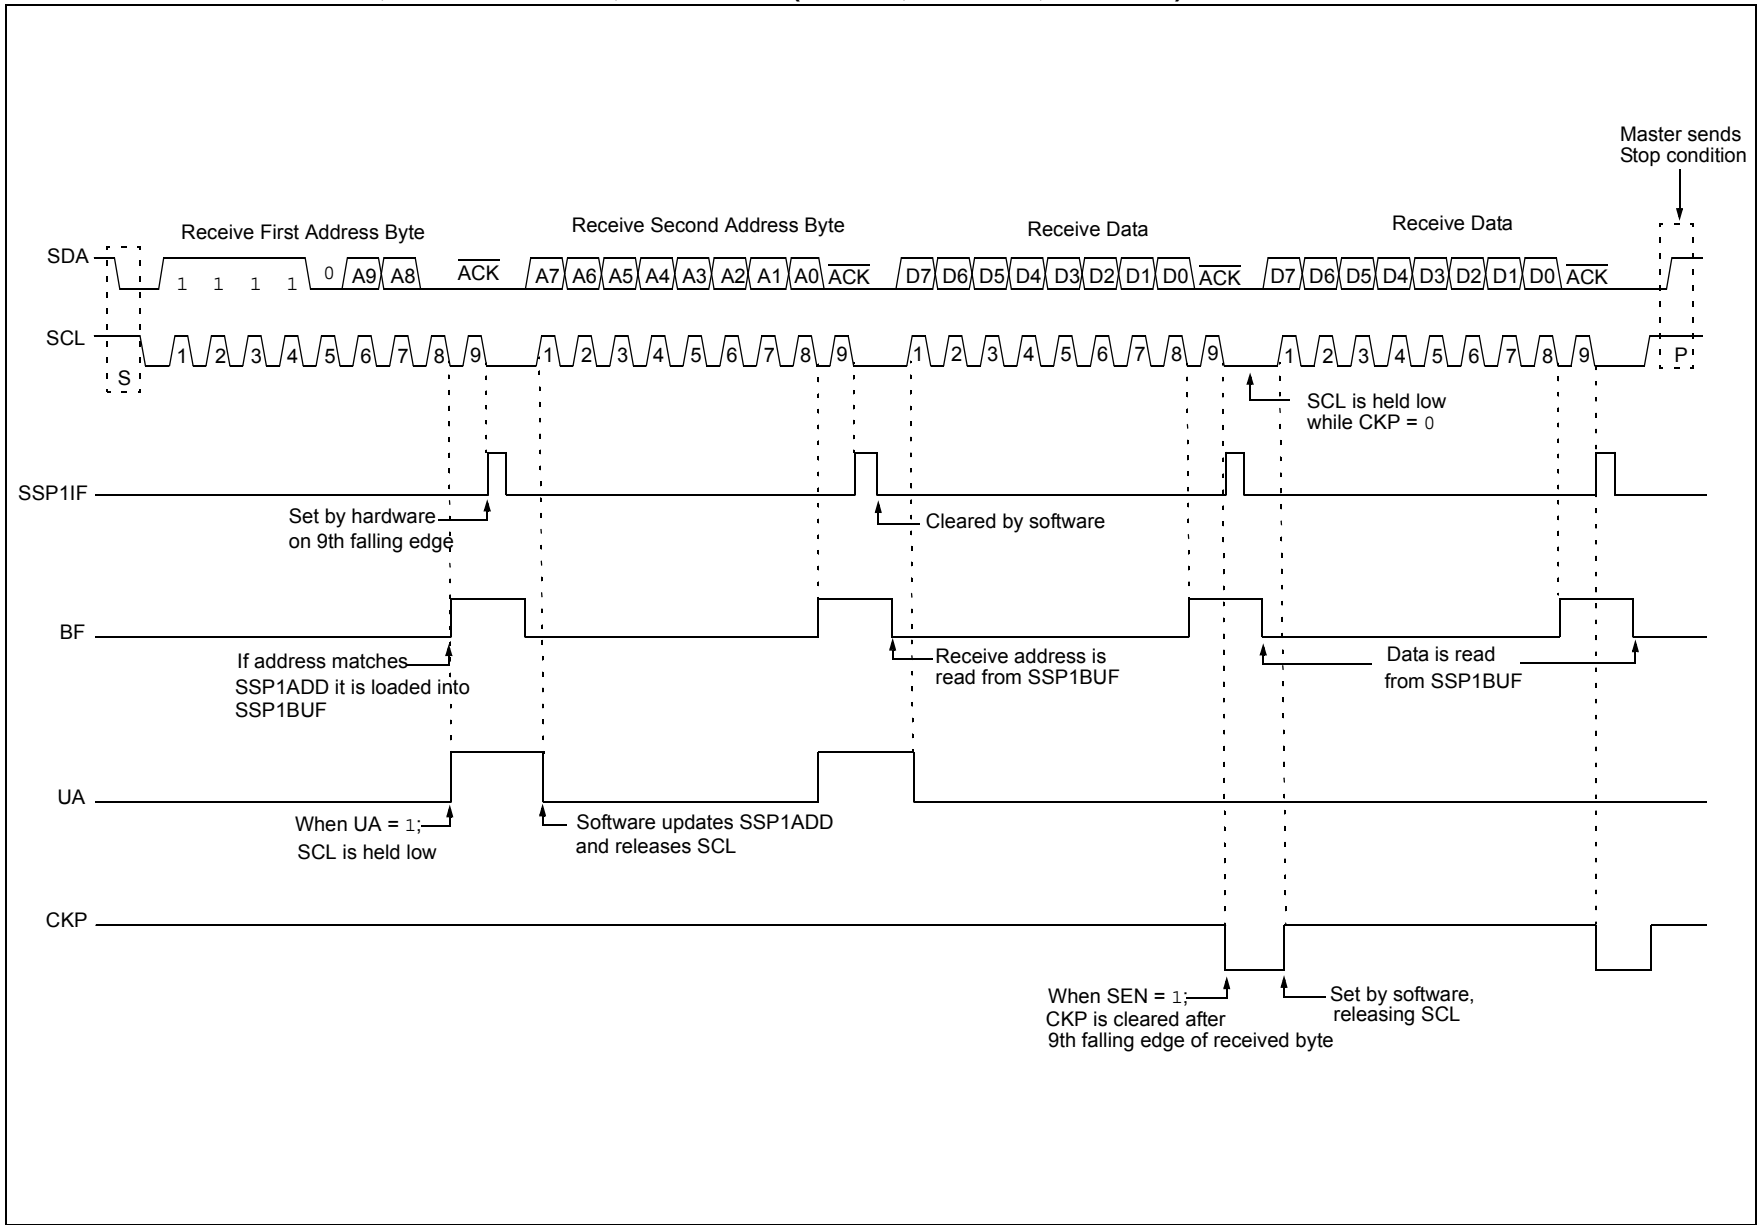 Master sends
Stop condition
Receive First Address Byte
Receive Second Address Byte
Receive Data
Receive Data
SDA
1 1 1 1 0 A9 A8 ACK A7 A6 A5 A4 A3 A2 A1 A0 ACK D7 D6 D5 D4 D3 D2 D1 D0 ACK D7 D6 D5 D4 D3 D2 D1 D0 ACK
SCL
S 1 2 3 4 5 6 7 8 9 1 2 3 4 5 6 7 8 9 1 2 3 4 5 6 7 8 9 1 2 3 4 5 6 7 8 9 P
SCL is held low
while CKP = 0
SSP1IF
Set by hardware
on 9th falling edge
Cleared by software
BF
If address matches
SSP1ADD it is loaded into
SSP1BUF
Receive address is
read from SSP1BUF
Data is read
from SSP1BUF
UA
When UA = 1;
SCL is held low
Software updates SSP1ADD
and releases SCL
CKP
When SEN = 1;
CKP is cleared after
9th falling edge of received byte
Set by software,
releasing SCL